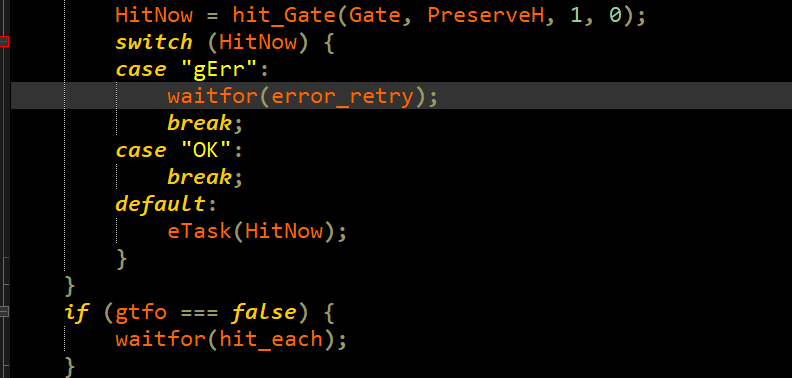 HitNow = hit_Gate(Gate, PreserveH, 1, 0);
switch (HitNow) {
case "gErr":
waitfor(error_retry);
break;
case "OK":
break;
default:
eTask(HitNow);
}
}
if (gtfo === false) {
waitfor(hit_each);
}